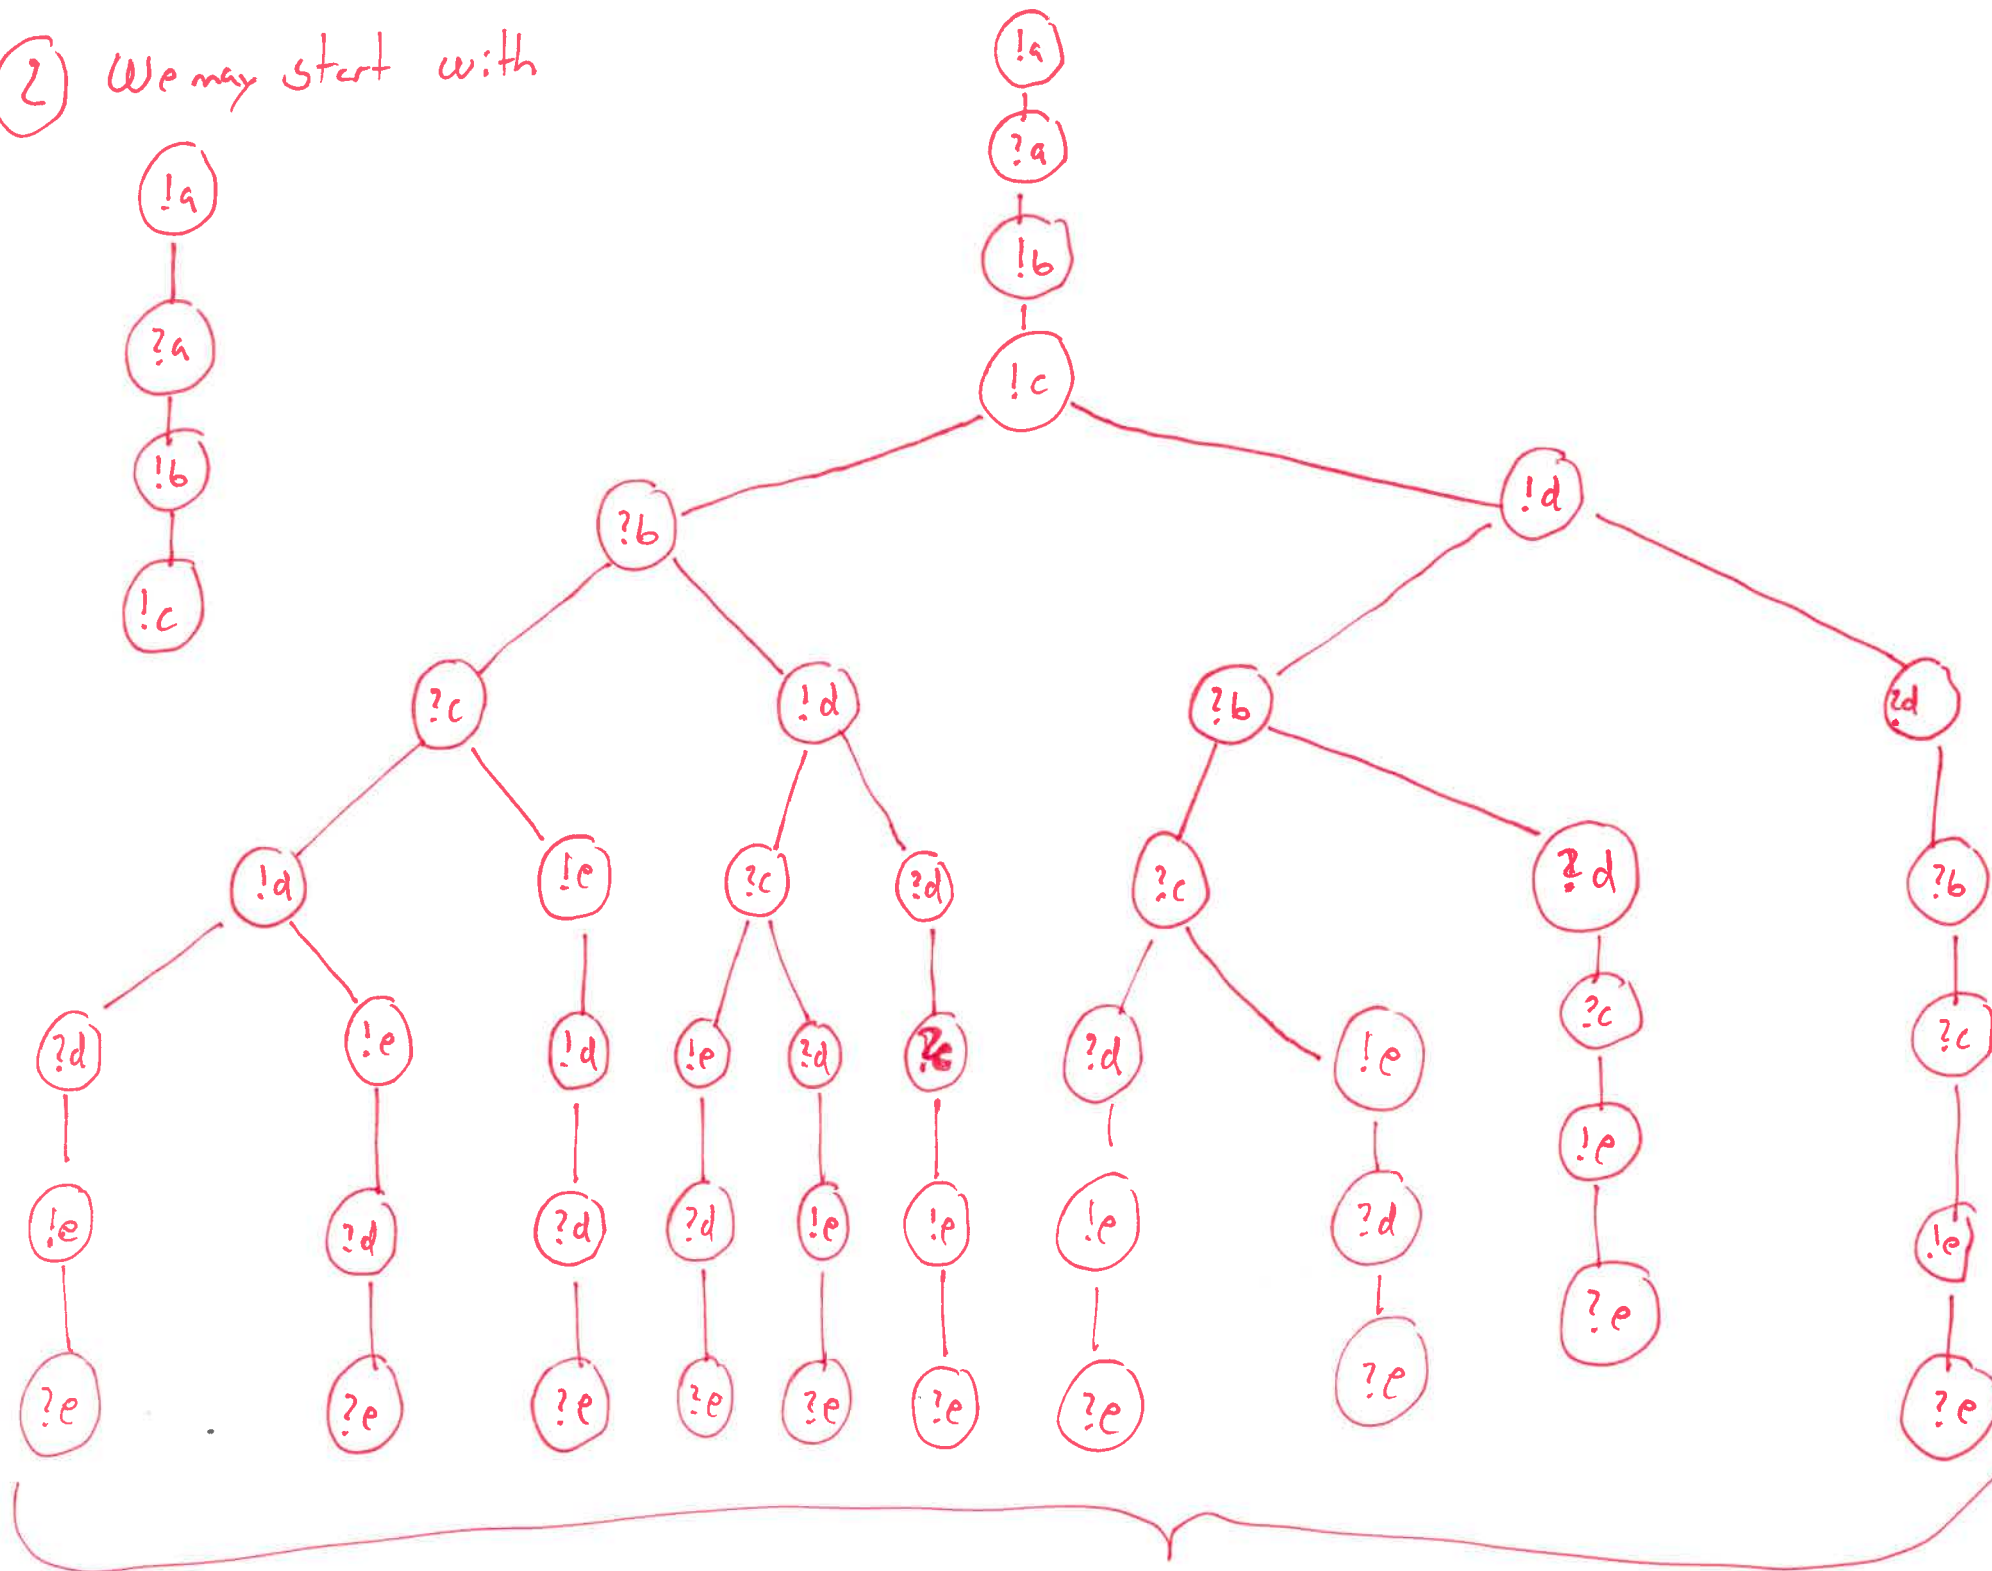 2 We may start with
!a
?a
!b
!c
!a
?a
!b
!c
?b !d
?c !d ?b ?d
!d !e ?c ?d ?c ?d ?b
?d !e !d !e ?d ?d !e ?c ?c
!e ?d ?d ?d !e !e !e ?d !e !e
?e ?e ?e ?e ?e ?e ?e ?e ?e ?e